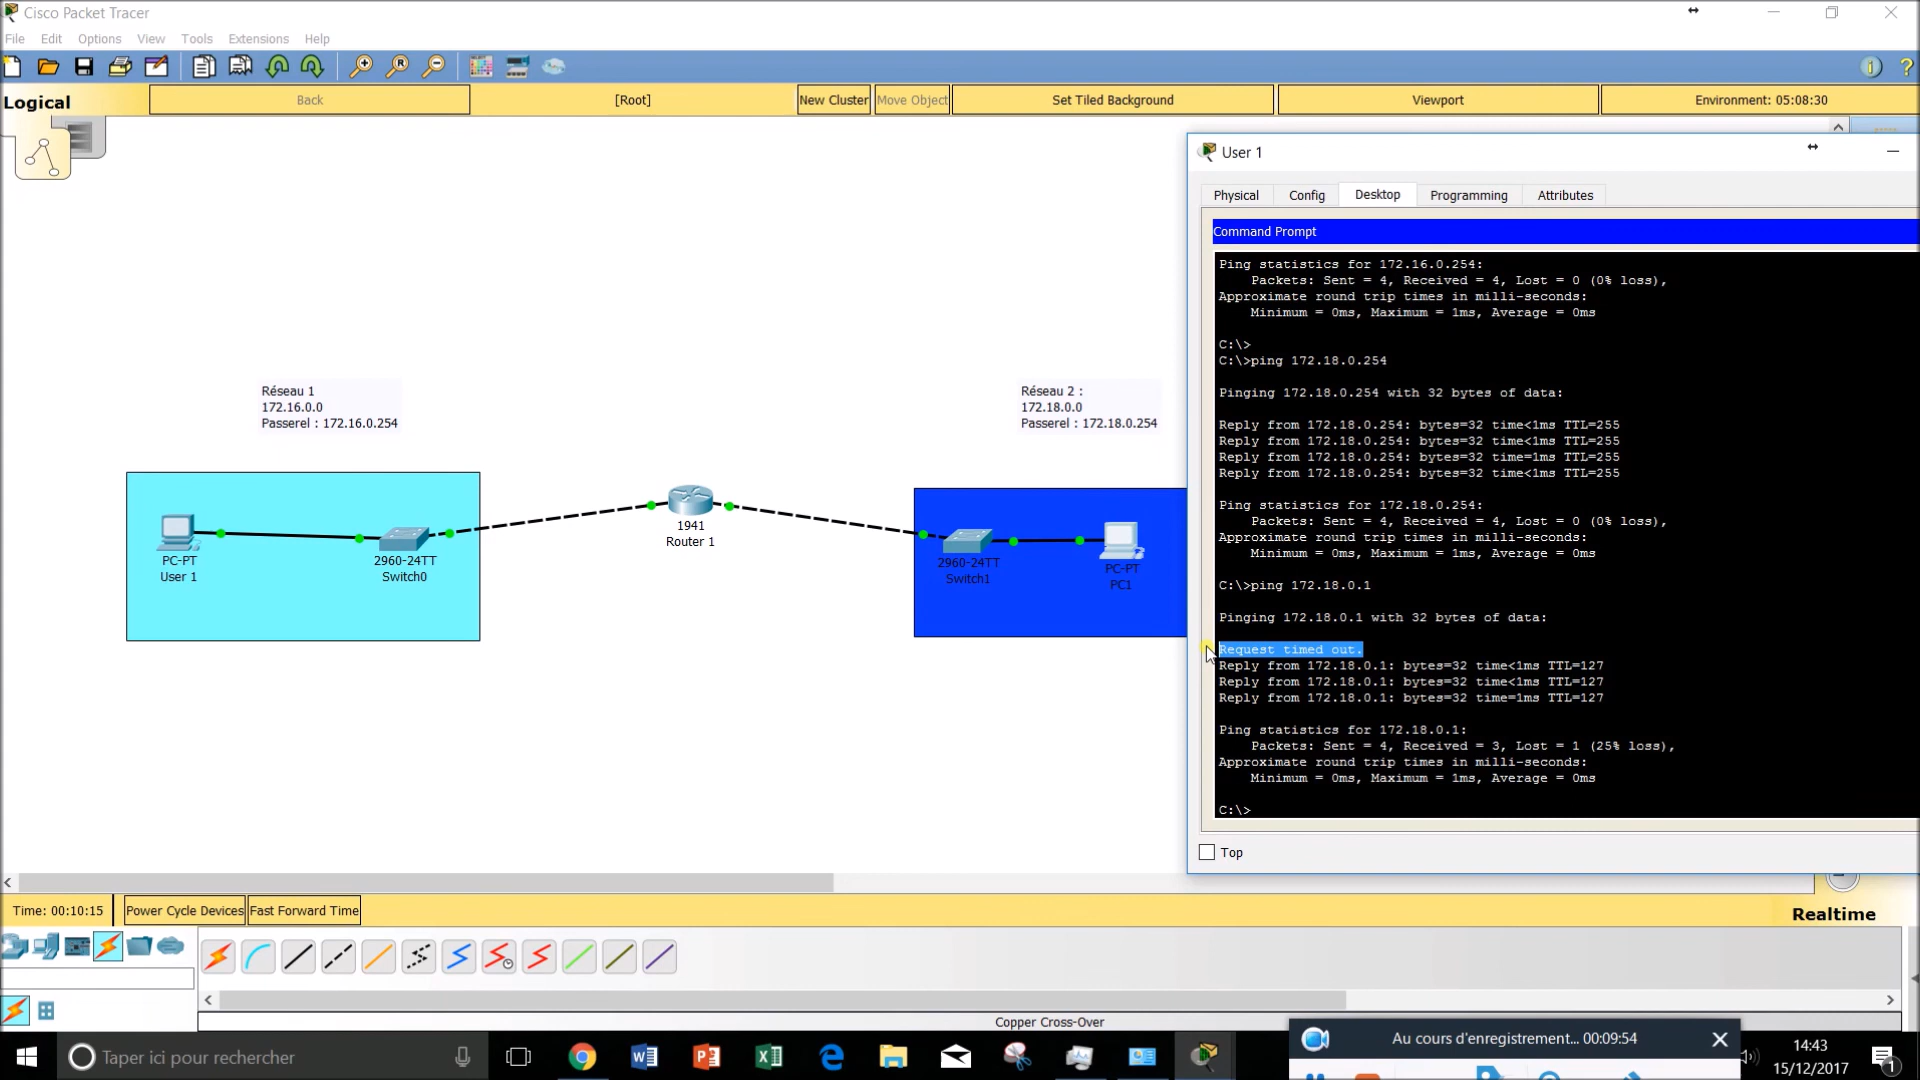 Cisco Packet Tracer
File Edit Options View Tools Extensions Help
Logical
Back
[Root]
New Cluster
Move Object
Set Tiled Background
Viewport
Environment: 05:08:30
Réseau 1
172.16.0.0
Passerel : 172.16.0.254
Réseau 2 :
172.18.0.0
Passerel : 172.18.0.254
PC-PT
User 1
2960-24TT
Switch0
1941
Router 1
2960-24TT
Switch1
PC-PT
PC1
User 1
Physical Config Desktop Programming Attributes
Command Prompt
Ping statistics for 172.16.0.254:
Packets: Sent = 4, Received = 4, Lost = 0 (0% loss),
Approximate round trip times in milli-seconds:
Minimum = 0ms, Maximum = 1ms, Average = 0ms
C:\>
C:\>ping 172.18.0.254
Pinging 172.18.0.254 with 32 bytes of data:
Reply from 172.18.0.254: bytes=32 time<1ms TTL=255
Reply from 172.18.0.254: bytes=32 time<1ms TTL=255
Reply from 172.18.0.254: bytes=32 time=1ms TTL=255
Reply from 172.18.0.254: bytes=32 time<1ms TTL=255
Ping statistics for 172.18.0.254:
Packets: Sent = 4, Received = 4, Lost = 0 (0% loss),
Approximate round trip times in milli-seconds:
Minimum = 0ms, Maximum = 1ms, Average = 0ms
C:\>ping 172.18.0.1
Pinging 172.18.0.1 with 32 bytes of data:
Request timed out.
Reply from 172.18.0.1: bytes=32 time<1ms TTL=127
Reply from 172.18.0.1: bytes=32 time<1ms TTL=127
Reply from 172.18.0.1: bytes=32 time=1ms TTL=127
Ping statistics for 172.18.0.1:
Packets: Sent = 4, Received = 3, Lost = 1 (25% loss),
Approximate round trip times in milli-seconds:
Minimum = 0ms, Maximum = 1ms, Average = 0ms
C:\>
Top
Time: 00:10:15
Power Cycle Devices
Fast Forward Time
Realtime
Copper Cross-Over
Taper ici pour rechercher
Au cours d'enregistrement... 00:09:54
14:43
15/12/2017
1